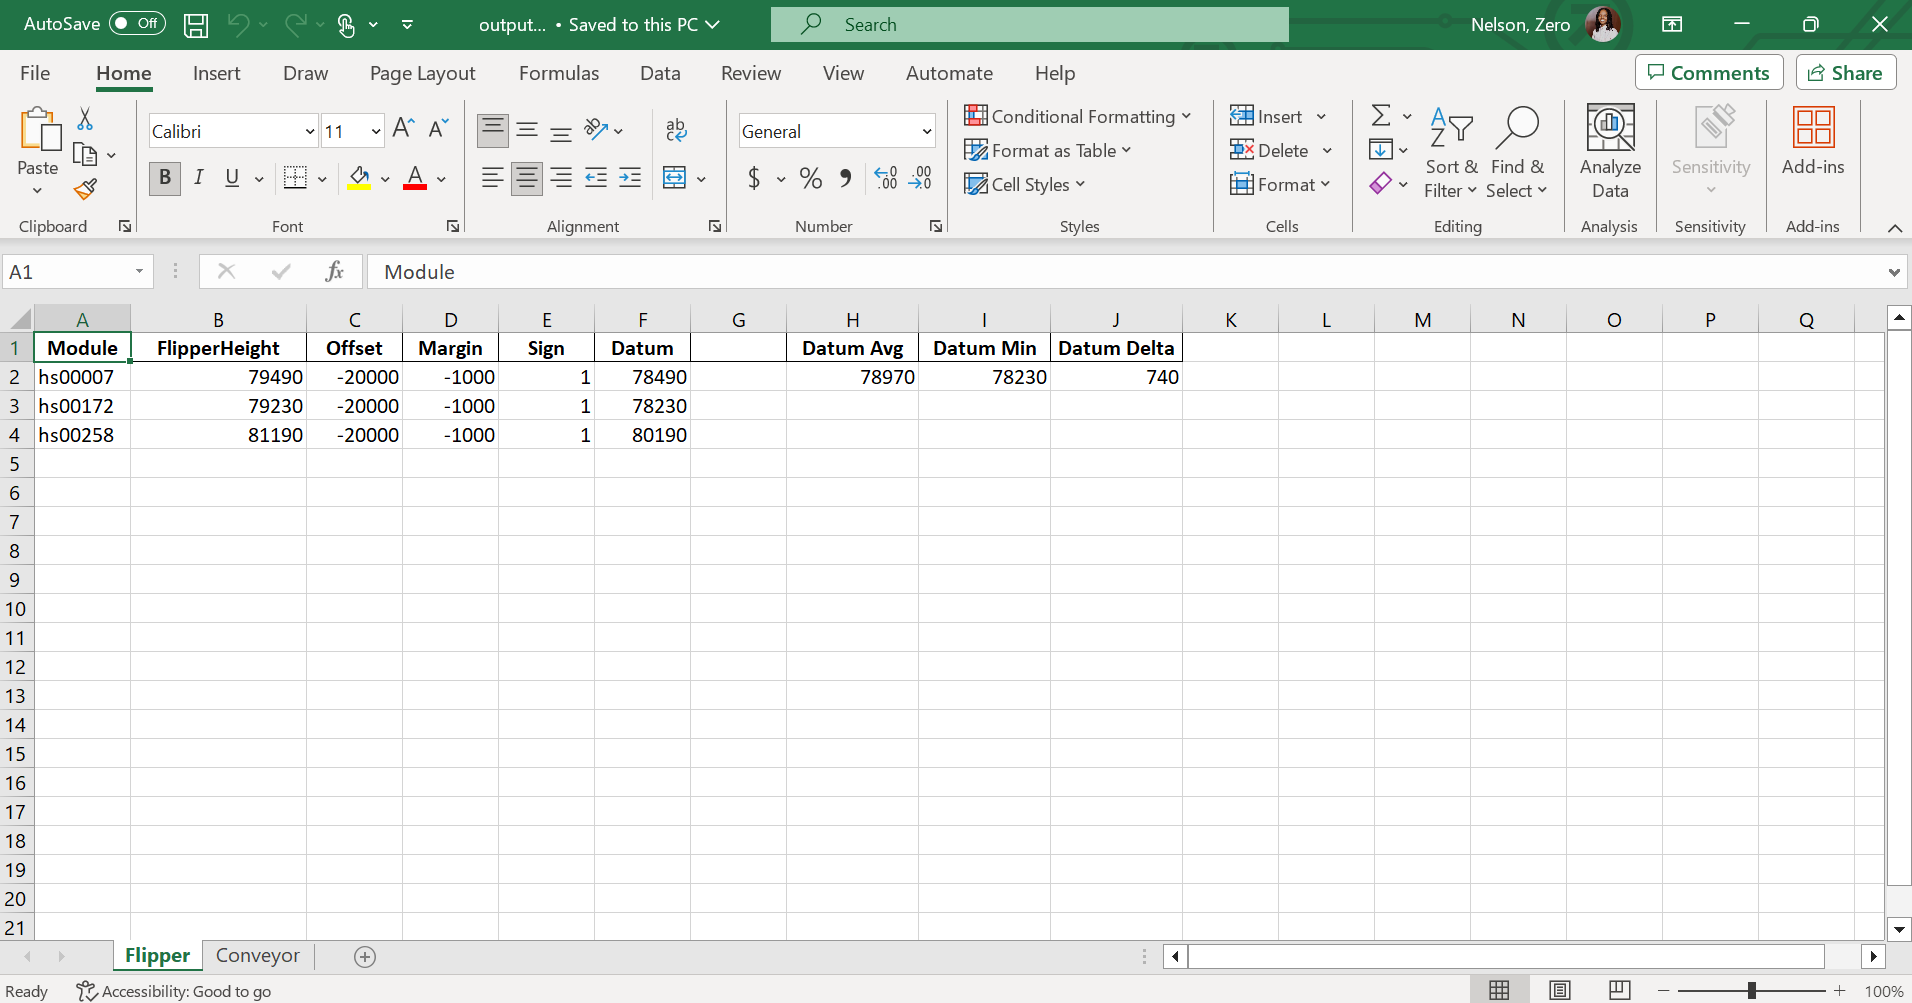 AutoSave Off output... • Saved to this PC Search Nelson, Zero
File Home Insert Draw Page Layout Formulas Data Review View Automate Help Comments Share
Paste
Clipboard
Calibri 11
B I U
Font
ab
Alignment
General
$ % 9
Number
Conditional Formatting
Format as Table
Cell Styles
Styles
Insert
Delete
Format
Cells
Sort & Filter
Find & Select
Editing
Analyze Data
Analysis
Sensitivity
Sensitivity
Add-ins
Add-ins
A1 fx Module
A B C D E F G H I J K L M N O P Q
1 Module FlipperHeight Offset Margin Sign Datum Datum Avg Datum Min Datum Delta
2 hs00007 79490 -20000 -1000 1 78490 78970 78230 740
3 hs00172 79230 -20000 -1000 1 78230
4 hs00258 81190 -20000 -1000 1 80190
5
6
7
8
9
10
11
12
13
14
15
16
17
18
19
20
21
Flipper Conveyor
Ready Accessibility: Good to go 100%